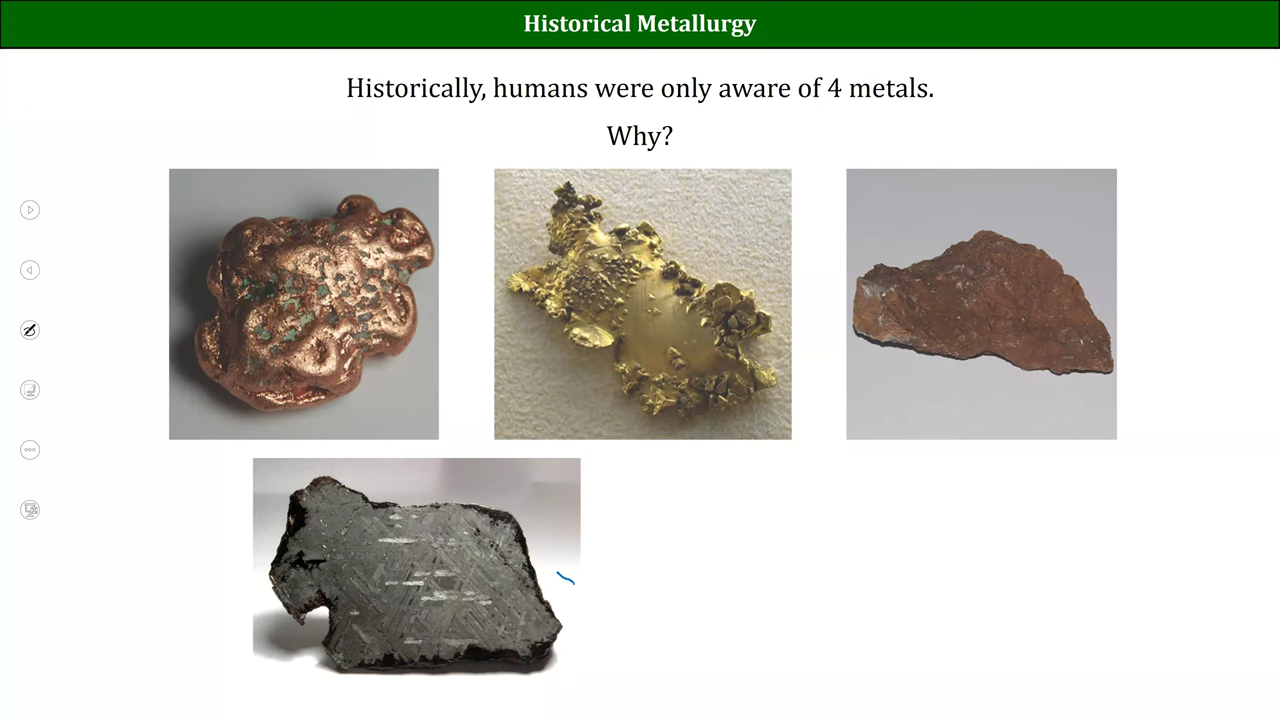 Historical Metallurgy
Historically, humans were only aware of 4 metals.
Why?